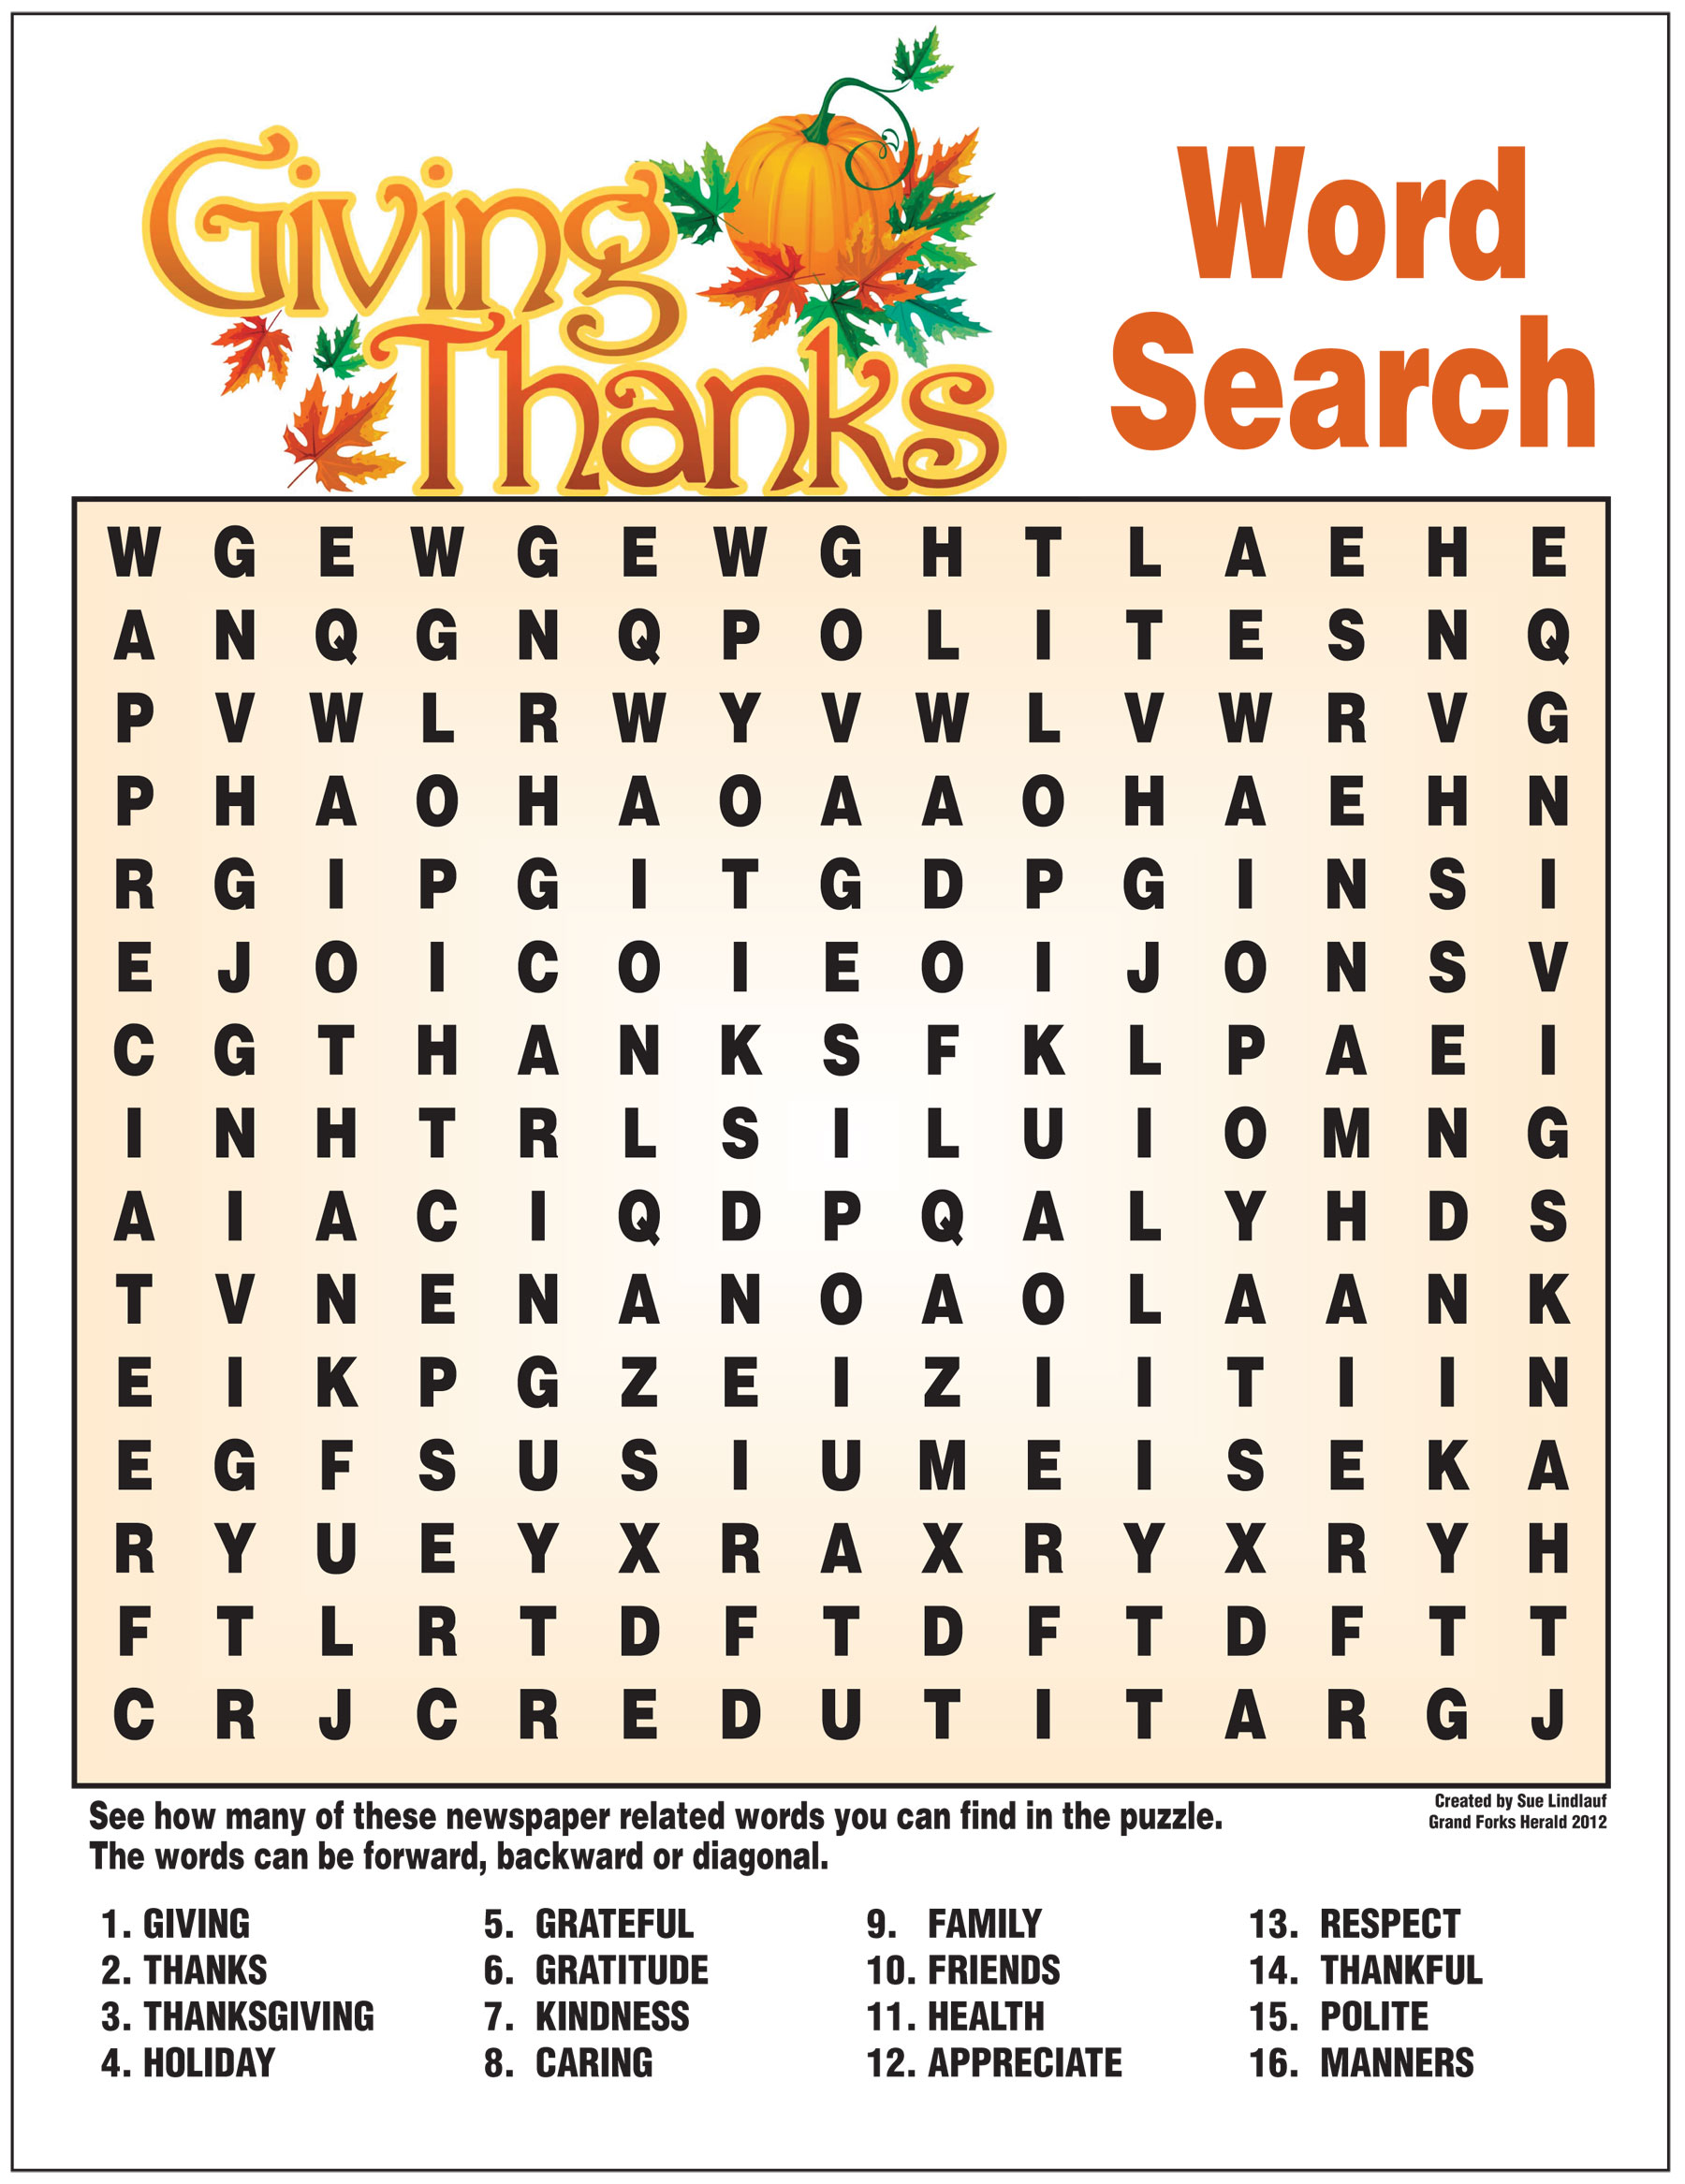 Giving
Thanks
Word
Search
W G E W G E W G H T L A E H E
A N Q G N Q P O L I T E S N Q
P V W L R W Y V W L V W R V G
P H A O H A O A A O H A E H N
R G I P G I T G D P G I N S I
E J O I C O I E O I J O N S V
C G T H A N K S F K L P A E I
I N H T R L S I L U I O M N G
A I A C I Q D P Q A L Y H D S
T V N E N A N O A O L A A N K
E I K P G Z E I Z I I T I I N
E G F S U S I U M E I S E K A
R Y U E Y X R A X R Y X R Y H
F T L R T D F T D F T D F T T
C R J C R E D U T I T A R G J
See how many of these newspaper related words you can find in the puzzle.
The words can be forward, backward or diagonal.
Created by Sue Lindlauf
Grand Forks Herald 2012
1. GIVING
2. THANKS
3. THANKSGIVING
4. HOLIDAY
5. GRATEFUL
6. GRATITUDE
7. KINDNESS
8. CARING
9. FAMILY
10. FRIENDS
11. HEALTH
12. APPRECIATE
13. RESPECT
14. THANKFUL
15. POLITE
16. MANNERS